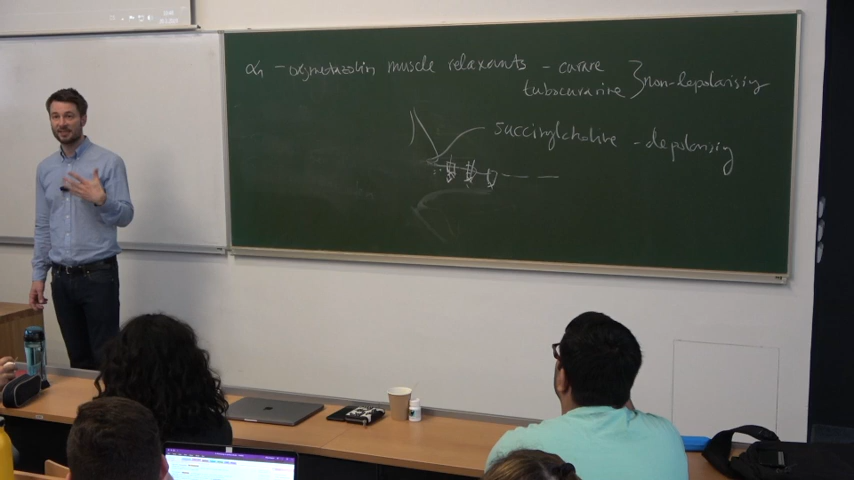 α₁ - oxymetazolin muscle relaxants - curare
tubocurarine } non-depolarising
succinylcholine - depolarising